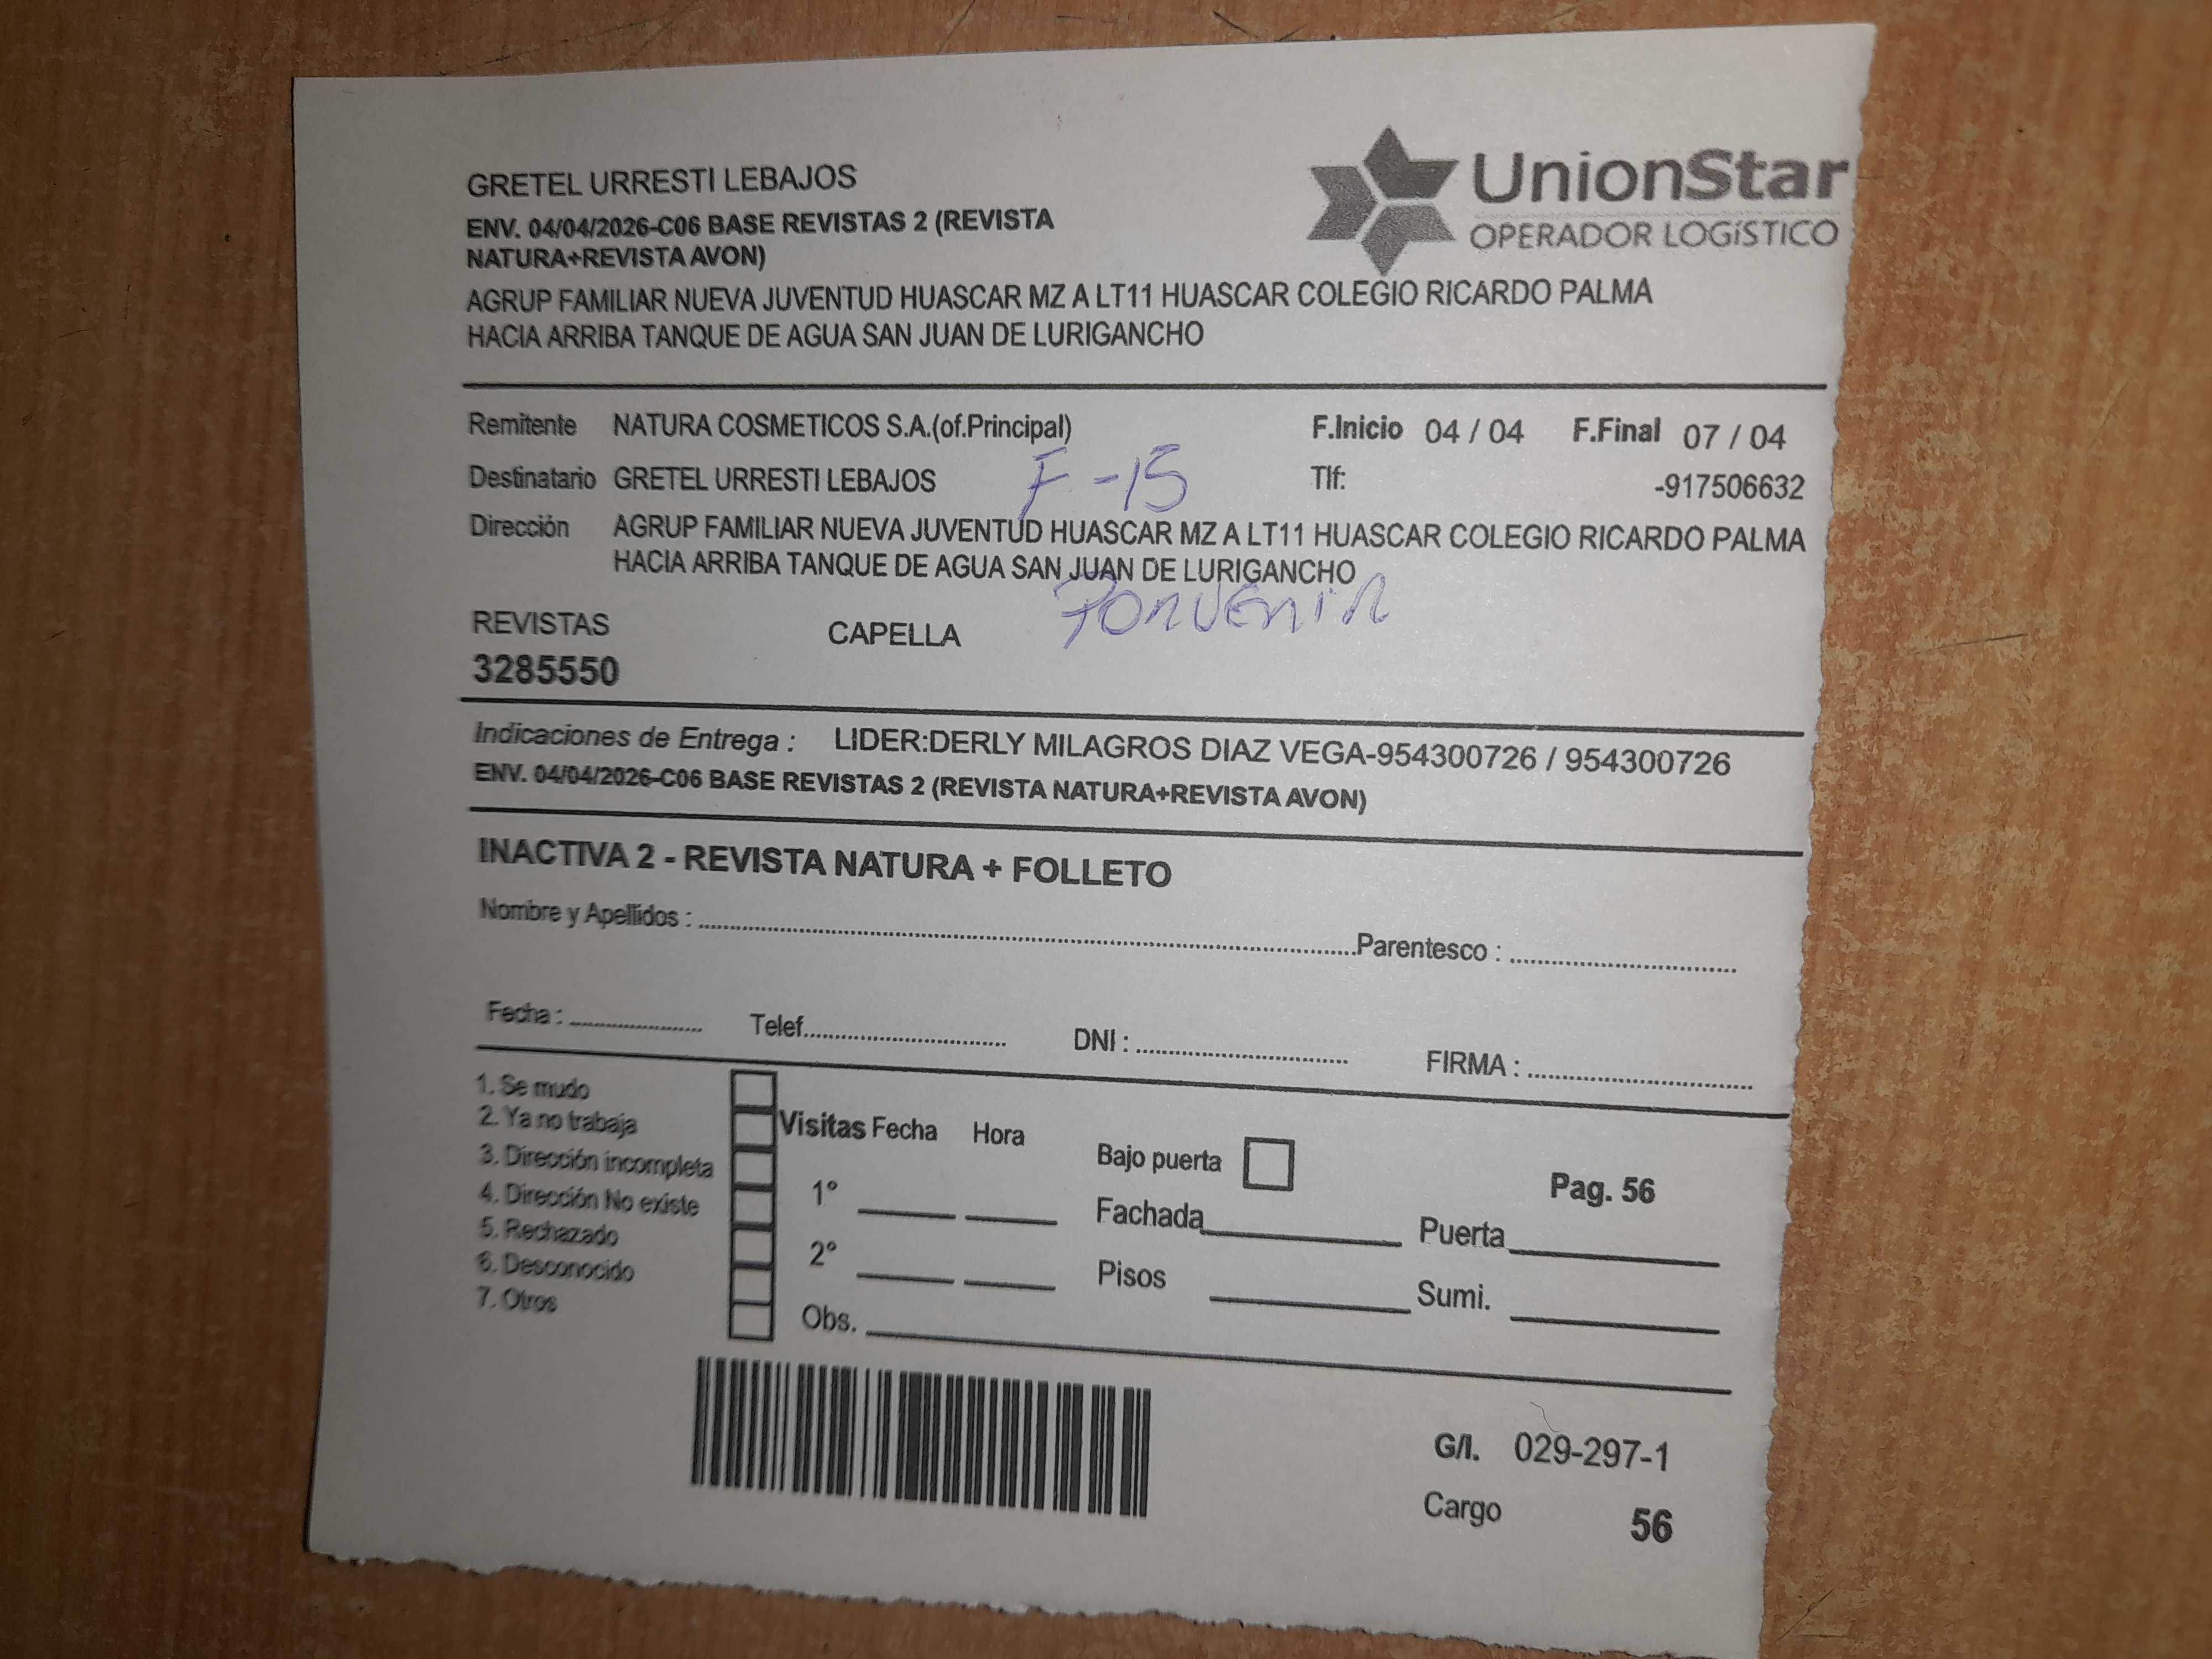 GRETEL URRESTI LEBAJOS
ENV. 04/04/2026-C06 BASE REVISTAS 2 (REVISTA
NATURA+REVISTA AVON)
UnionStar
OPERADOR LOGíSTICO
AGRUP FAMILIAR NUEVA JUVENTUD HUASCAR MZ A LT11 HUASCAR COLEGIO RICARDO PALMA
HACIA ARRIBA TANQUE DE AGUA SAN JUAN DE LURIGANCHO
Remitente NATURA COSMETICOS S.A.(of.Principal) F.Inicio 04 / 04 F.Final 07 / 04
Destinatario GRETEL URRESTI LEBAJOS F-15 Tlf: -917506632
Dirección AGRUP FAMILIAR NUEVA JUVENTUD HUASCAR MZ A LT11 HUASCAR COLEGIO RICARDO PALMA
HACIA ARRIBA TANQUE DE AGUA SAN JUAN DE LURIGANCHO
Porvenir
REVISTAS CAPELLA
3285550
Indicaciones de Entrega : LIDER:DERLY MILAGROS DIAZ VEGA-954300726 / 954300726
ENV. 04/04/2026-C06 BASE REVISTAS 2 (REVISTA NATURA+REVISTA AVON)
INACTIVA 2 - REVISTA NATURA + FOLLETO
Nombre y Apellidos : Parentesco :
Fecha : Telef. DNI : FIRMA :
1. Se mudo
2. Ya no trabaja
3. Dirección incompleta
4. Dirección No existe
5. Rechazado
6. Desconocido
7. Otros
Visitas Fecha Hora
1°
2°
Obs.
Bajo puerta
Pag. 56
Fachada Puerta
Pisos Sumi.
G/I. 029-297-1
Cargo 56